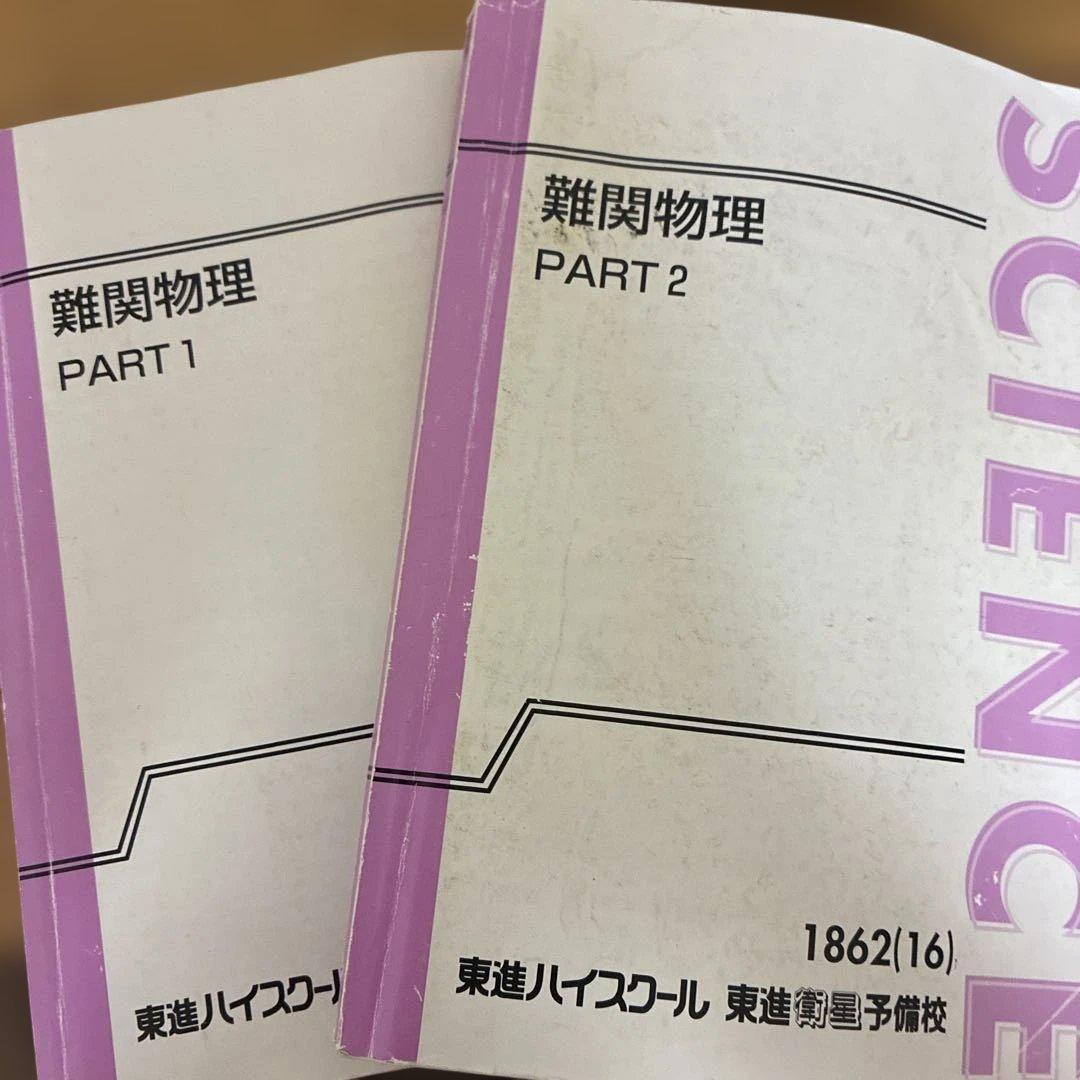 難関物理
PART 1
東進ハイスクール
難関物理
PART 2
1862(16)
東進ハイスクール 東進衛星予備校
SCIENCE